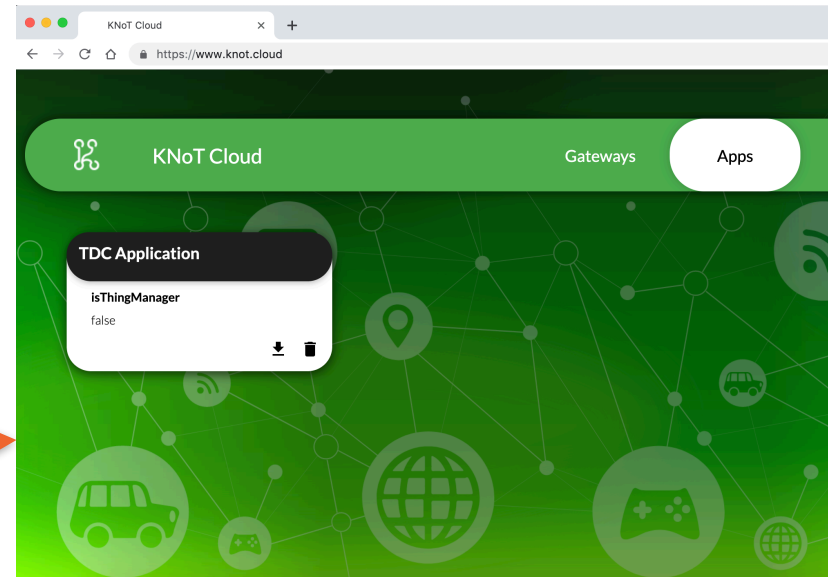 KNoT Cloud
https://www.knot.cloud
KNoT Cloud
Gateways
Apps
TDC Application
isThingManager
false